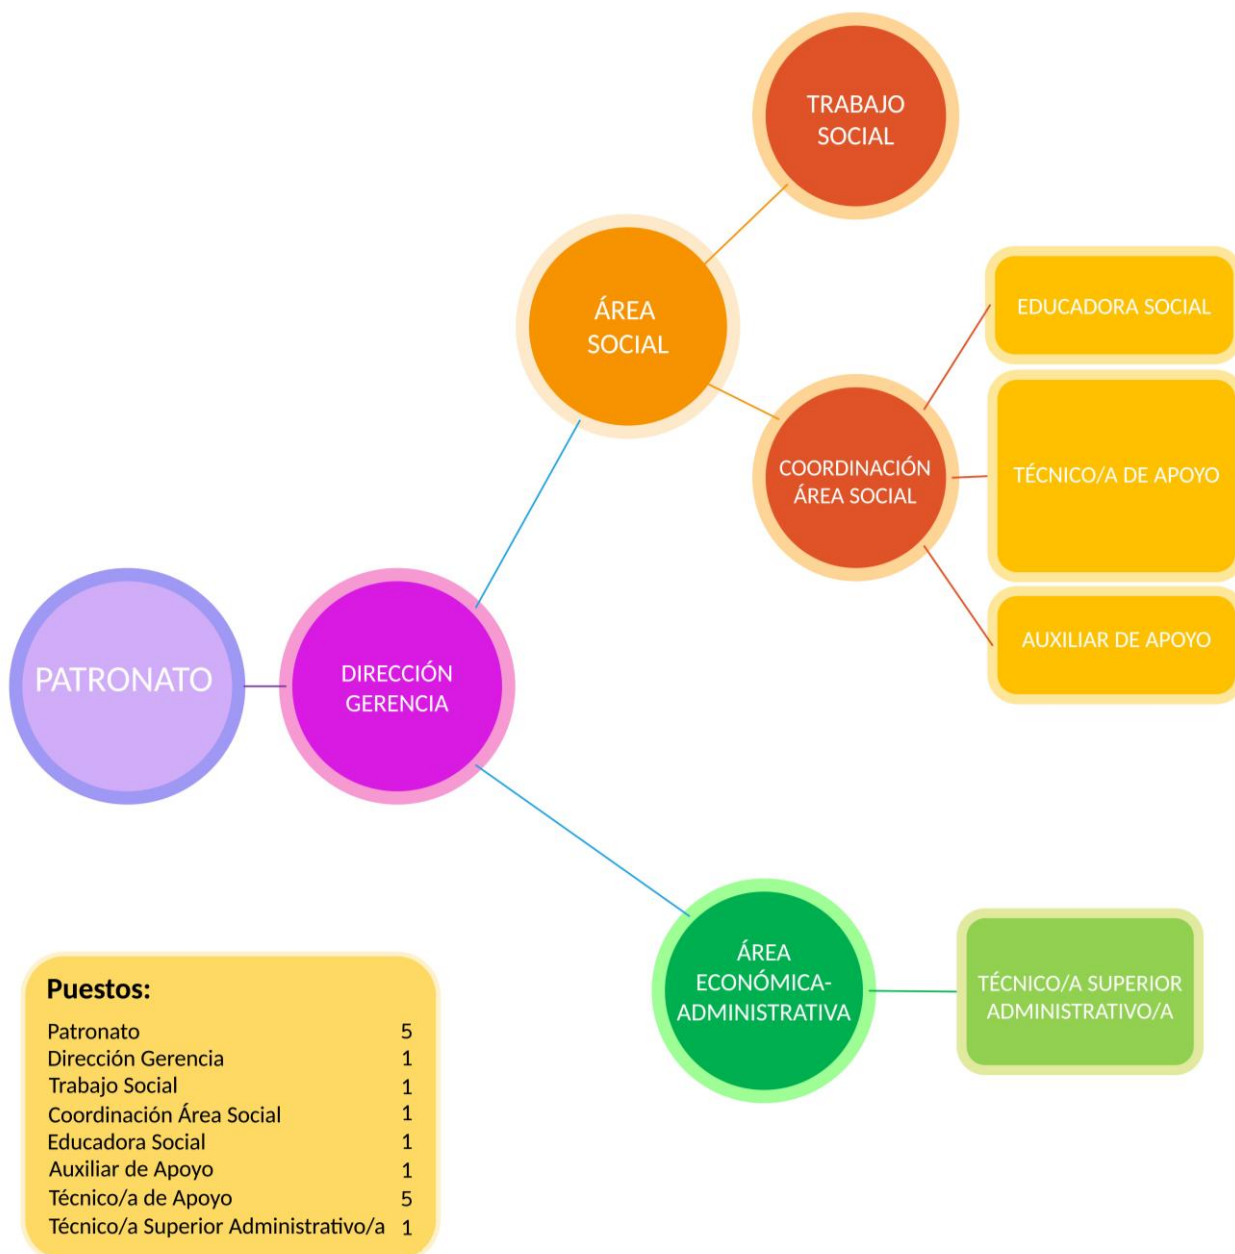 TRABAJO
SOCIAL
ÁREA
SOCIAL
EDUCADORA SOCIAL
COORDINACIÓN
ÁREA SOCIAL
TÉCNICO/A DE APOYO
AUXILIAR DE APOYO
PATRONATO
DIRECCIÓN
GERENCIA
ÁREA
ECONÓMICA-
ADMINISTRATIVA
TÉCNICO/A SUPERIOR
ADMINISTRATIVO/A
Puestos:
Patronato 5
Dirección Gerencia 1
Trabajo Social 1
Coordinación Área Social 1
Educadora Social 1
Auxiliar de Apoyo 1
Técnico/a de Apoyo 5
Técnico/a Superior Administrativo/a 1